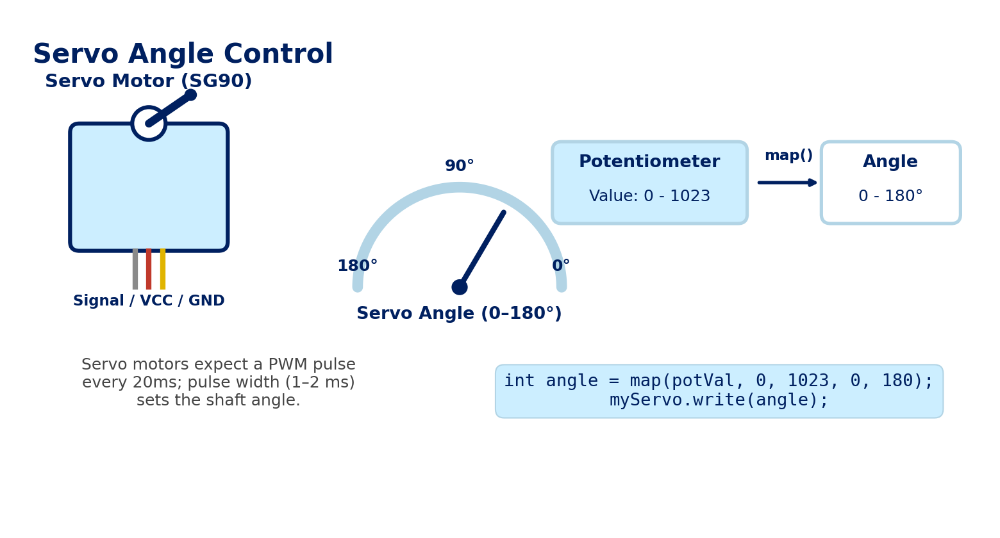 Servo Angle Control
Servo Motor (SG90)
Signal / VCC / GND
90°
180°
0°
Servo Angle (0–180°)
Potentiometer
Value: 0 - 1023
map()
Angle
0 - 180°
Servo motors expect a PWM pulse
every 20ms; pulse width (1–2 ms)
sets the shaft angle.
int angle = map(potVal, 0, 1023, 0, 180);
myServo.write(angle);